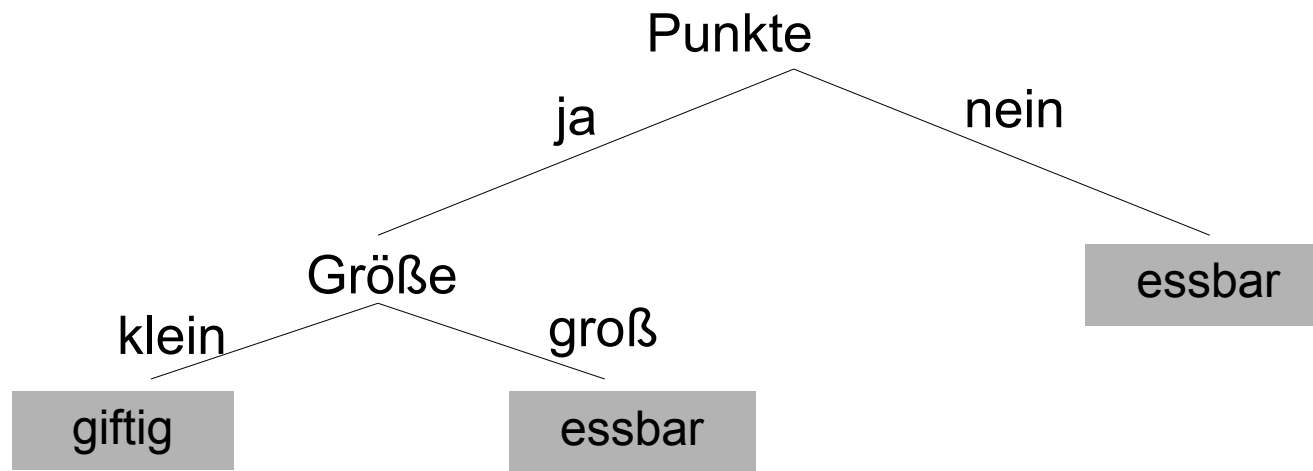 Punkte
ja
nein
Größe
essbar
klein
groß
giftig
essbar